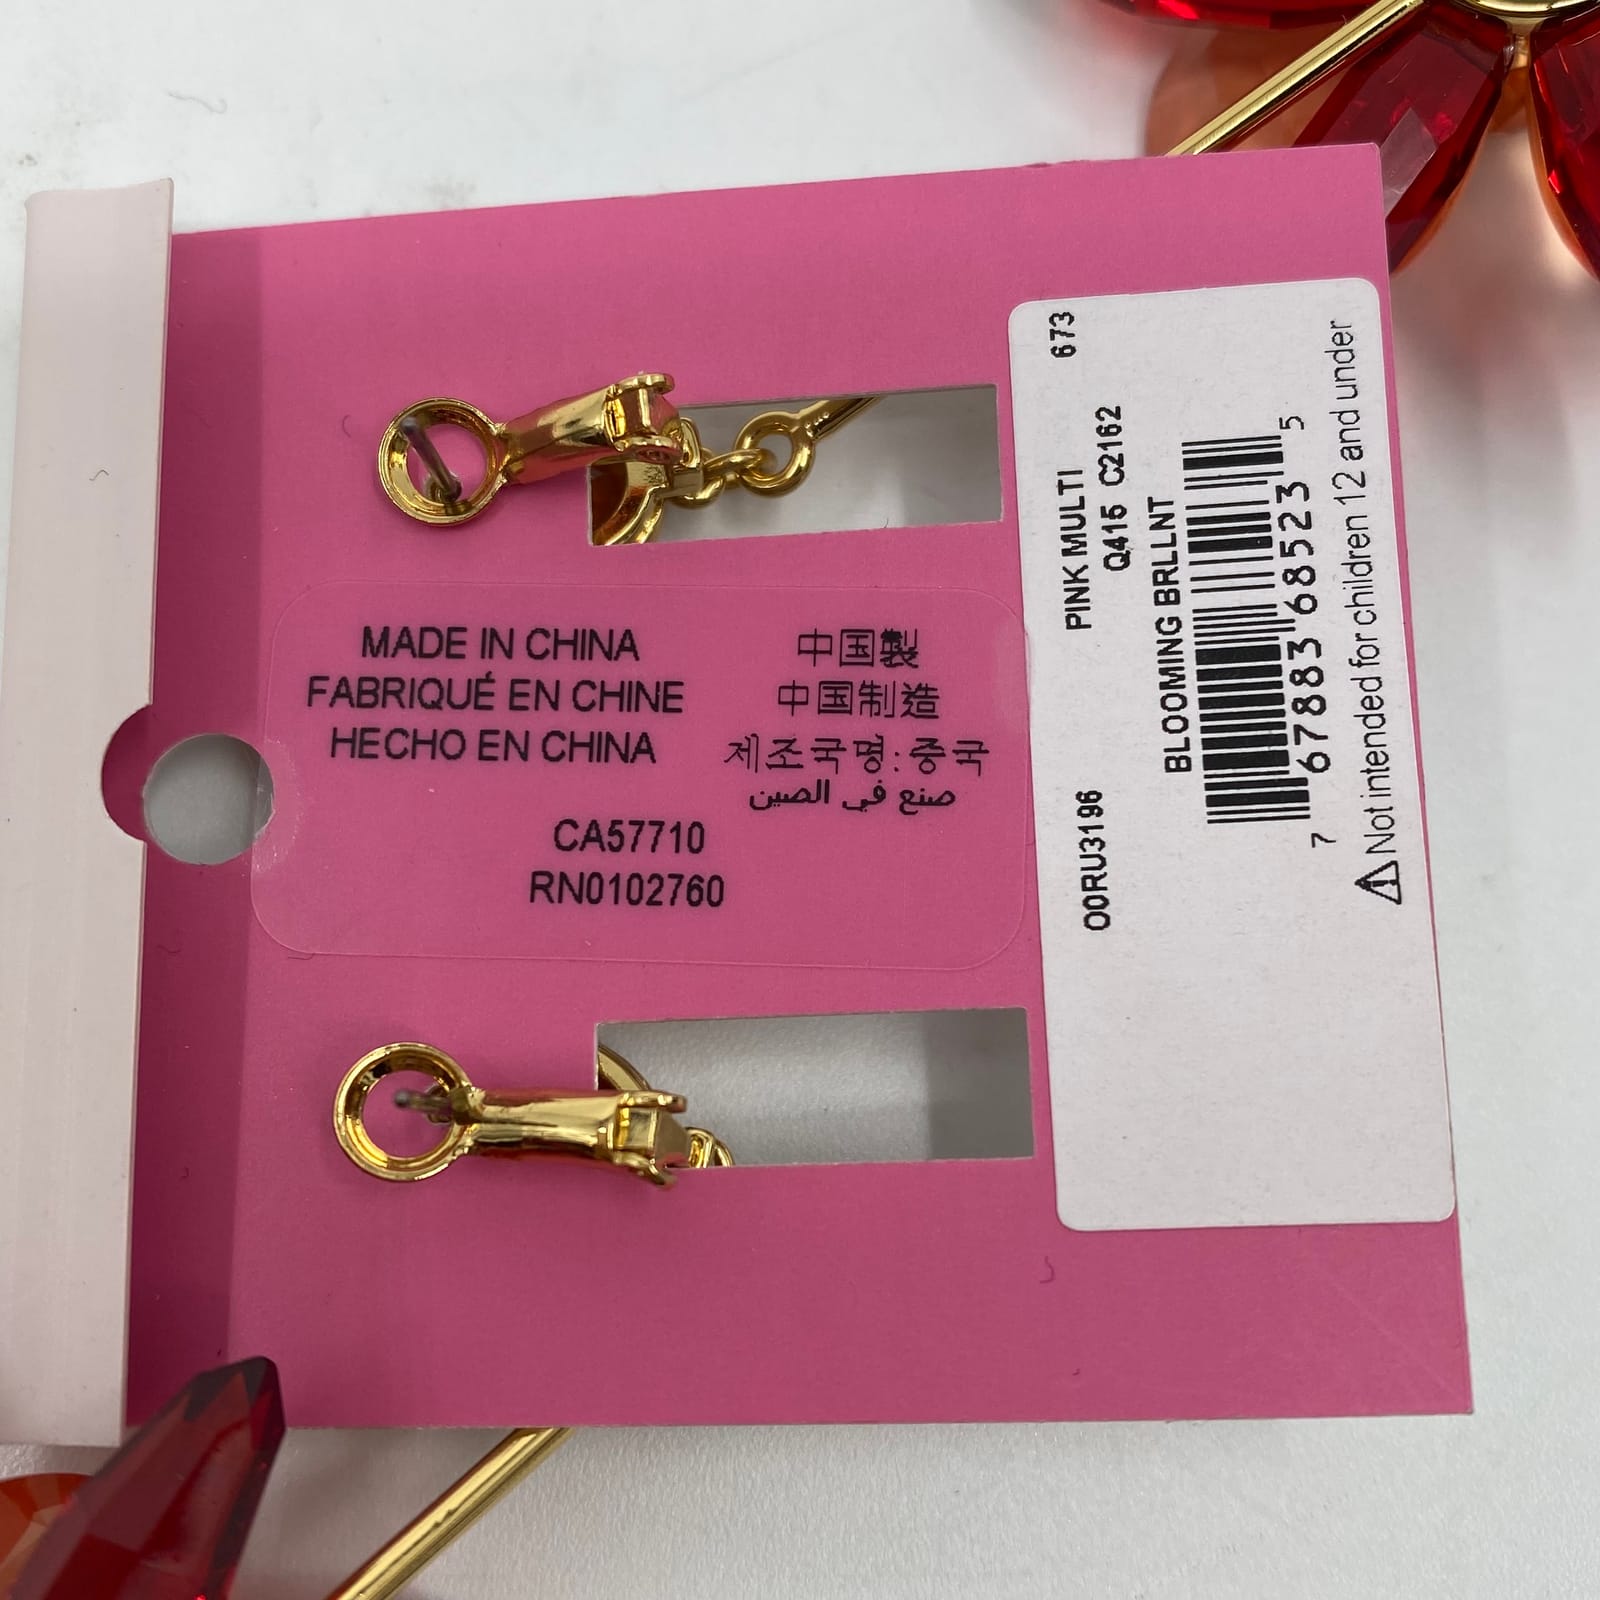 MADE IN CHINA
FABRIQUÉ EN CHINE
HECHO EN CHINA
中国製
中国制造
제조국명: 중국
صنع في الصين
CA57710
RN0102760
O0RU3196 673
PINK MULTI
Q415 C2162
BLOOMING BRLLNT
7 67883 68523 5
⚠ Not intended for children 12 and under